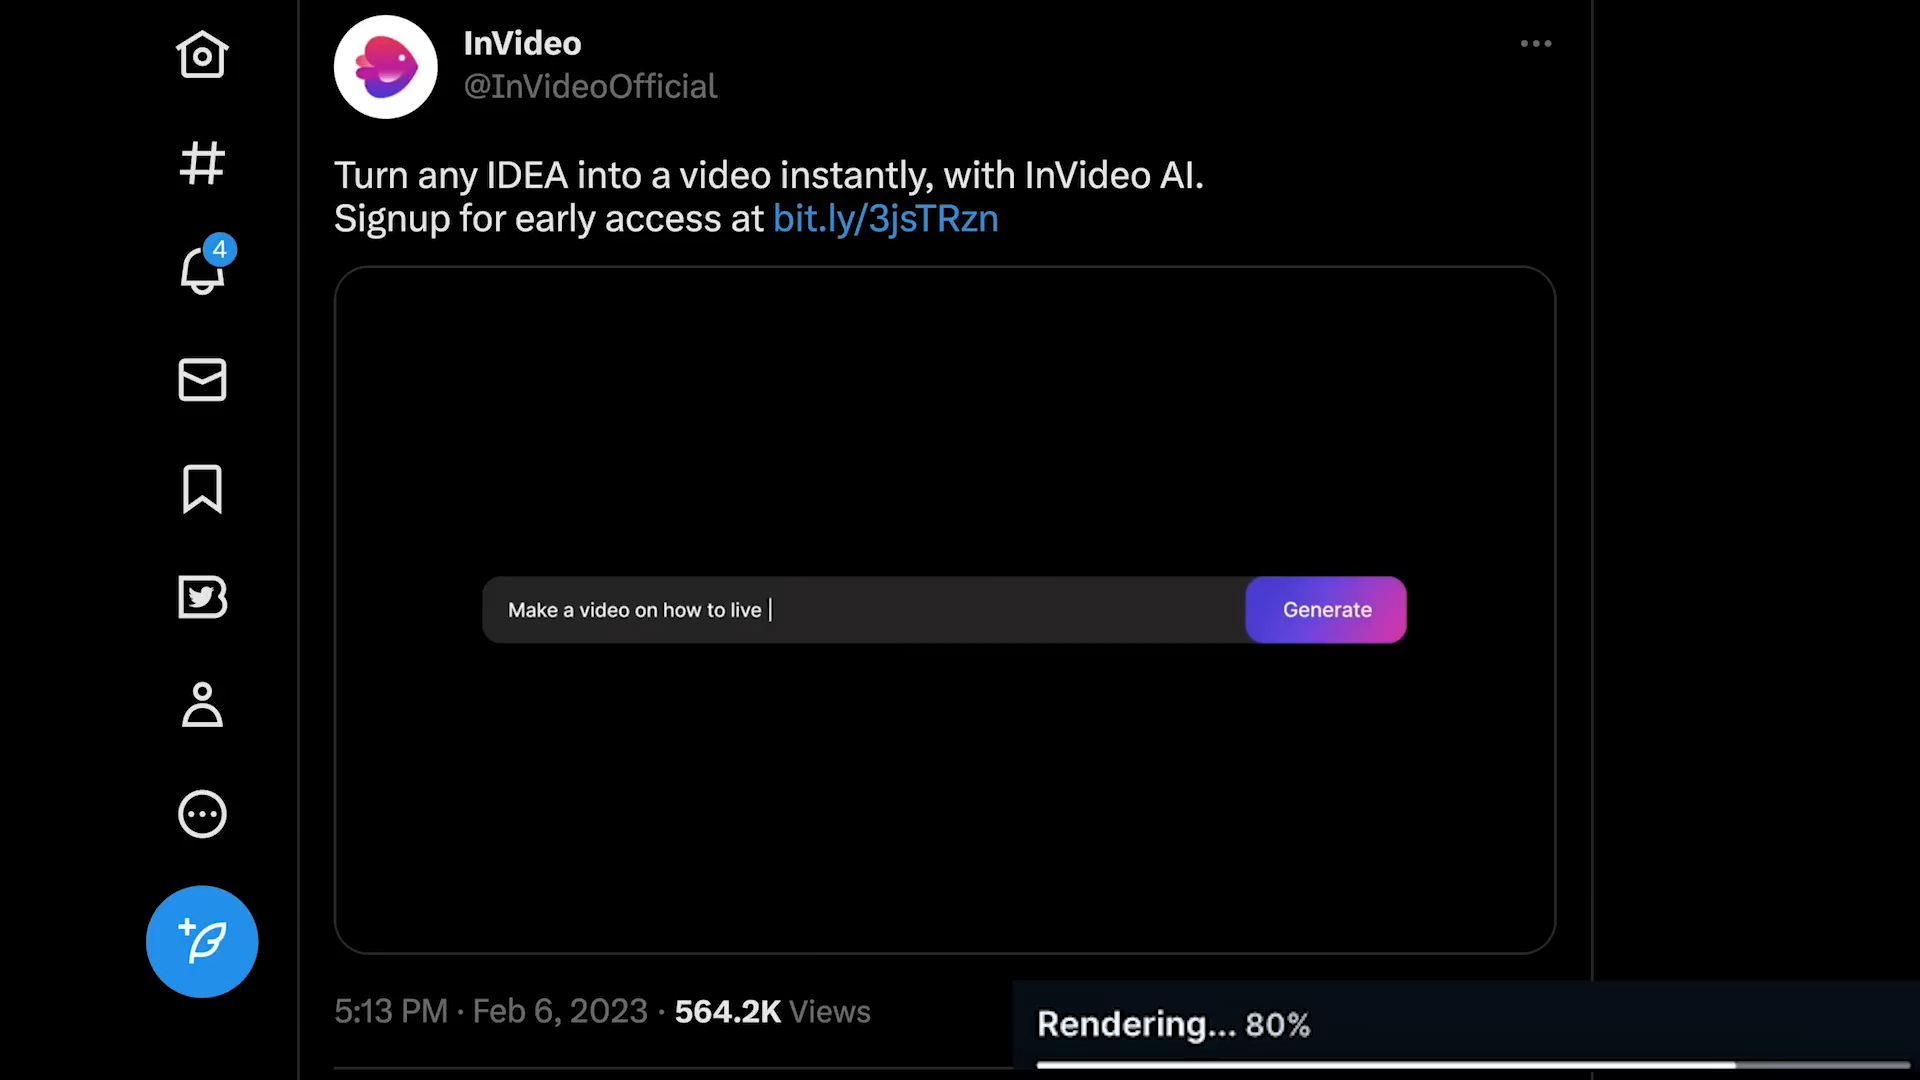 InVideo
@InVideoOfficial
4
Turn any IDEA into a video instantly, with InVideo AI.
Signup for early access at bit.ly/3jsTRzn
Make a video on how to live
Generate
5:13 PM · Feb 6, 2023 · 564.2K Views
Rendering... 80%